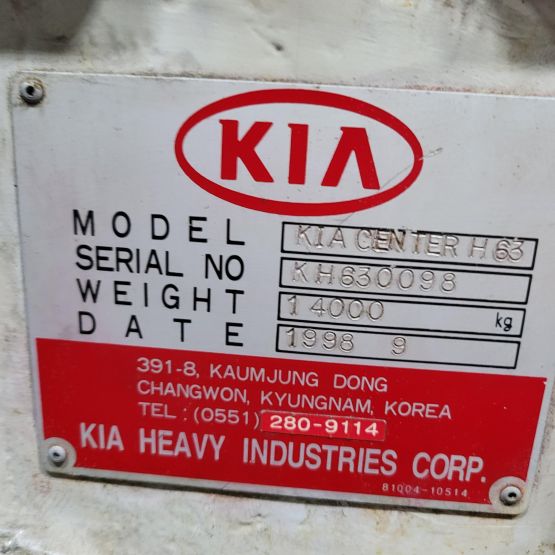 KIA
MODEL KIA CENTER H 63
SERIAL NO KH630098
WEIGHT 14000 kg
DATE 1998 9
391-8, KAUMJUNG DONG
CHANGWON, KYUNGNAM, KOREA
TEL : (0551) 280-9114
KIA HEAVY INDUSTRIES CORP.
81004-10514